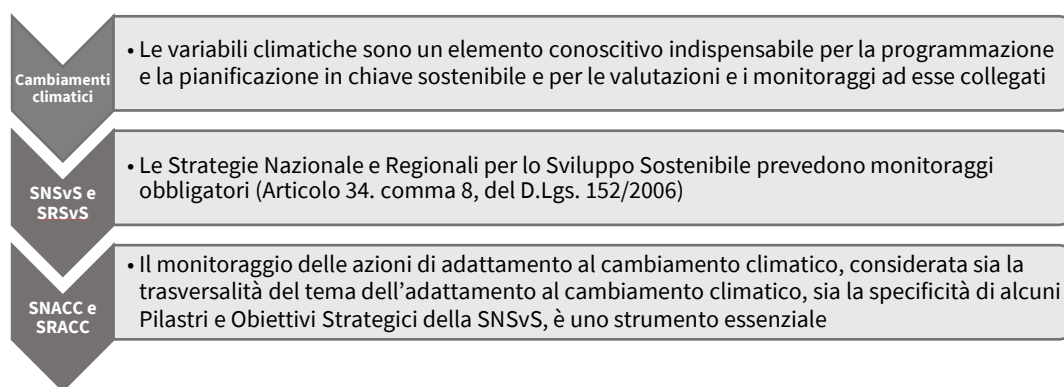 Cambiamenti
climatici
• Le variabili climatiche sono un elemento conoscitivo indispensabile per la programmazione
e la pianificazione in chiave sostenibile e per le valutazioni e i monitoraggi ad esse collegati
SNSvS e
SRSvS
• Le Strategie Nazionale e Regionali per lo Sviluppo Sostenibile prevedono monitoraggi
obbligatori (Articolo 34. comma 8, del D.Lgs. 152/2006)
SNACC e
SRACC
• Il monitoraggio delle azioni di adattamento al cambiamento climatico, considerata sia la
trasversalità del tema dell'adattamento al cambiamento climatico, sia la specificità di alcuni
Pilastri e Obiettivi Strategici della SNSvS, è uno strumento essenziale